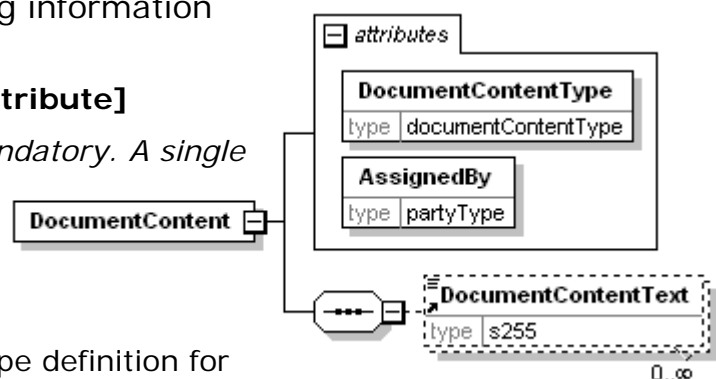 g information
tribute]
ndatory. A single
pe definition for
attributes
DocumentContentType
type documentContentType
AssignedBy
type partyType
DocumentContent
DocumentContentText
type s255
0..∞